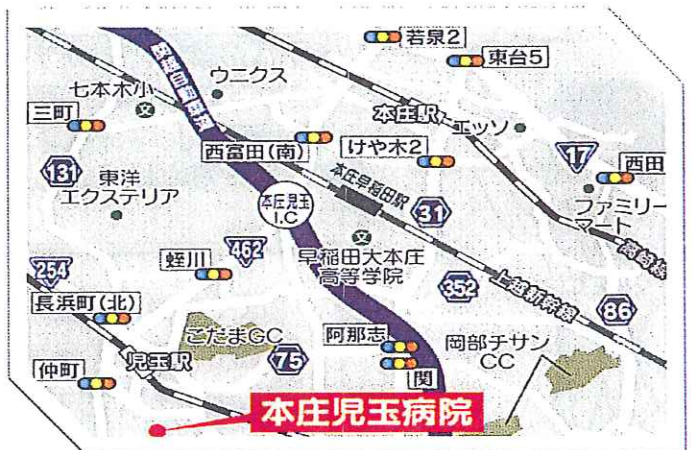 若泉2
東台5
関越自動車道
ウニクス
七本木小
文
三町
本庄駅
エッソ
西富田(南)
けや木2
17
西田
131
東洋
エクステリア
本庄児玉
I.C
本庄早稲田駅
31
ファミリー
マート
高崎線
文
早稲田大本庄
高等学院
462
蛭川
254
352
上越新幹線
86
長浜町(北)
こだまGC
阿那志
岡部チサン
CC
児玉駅
75
仲町
関
本庄児玉病院